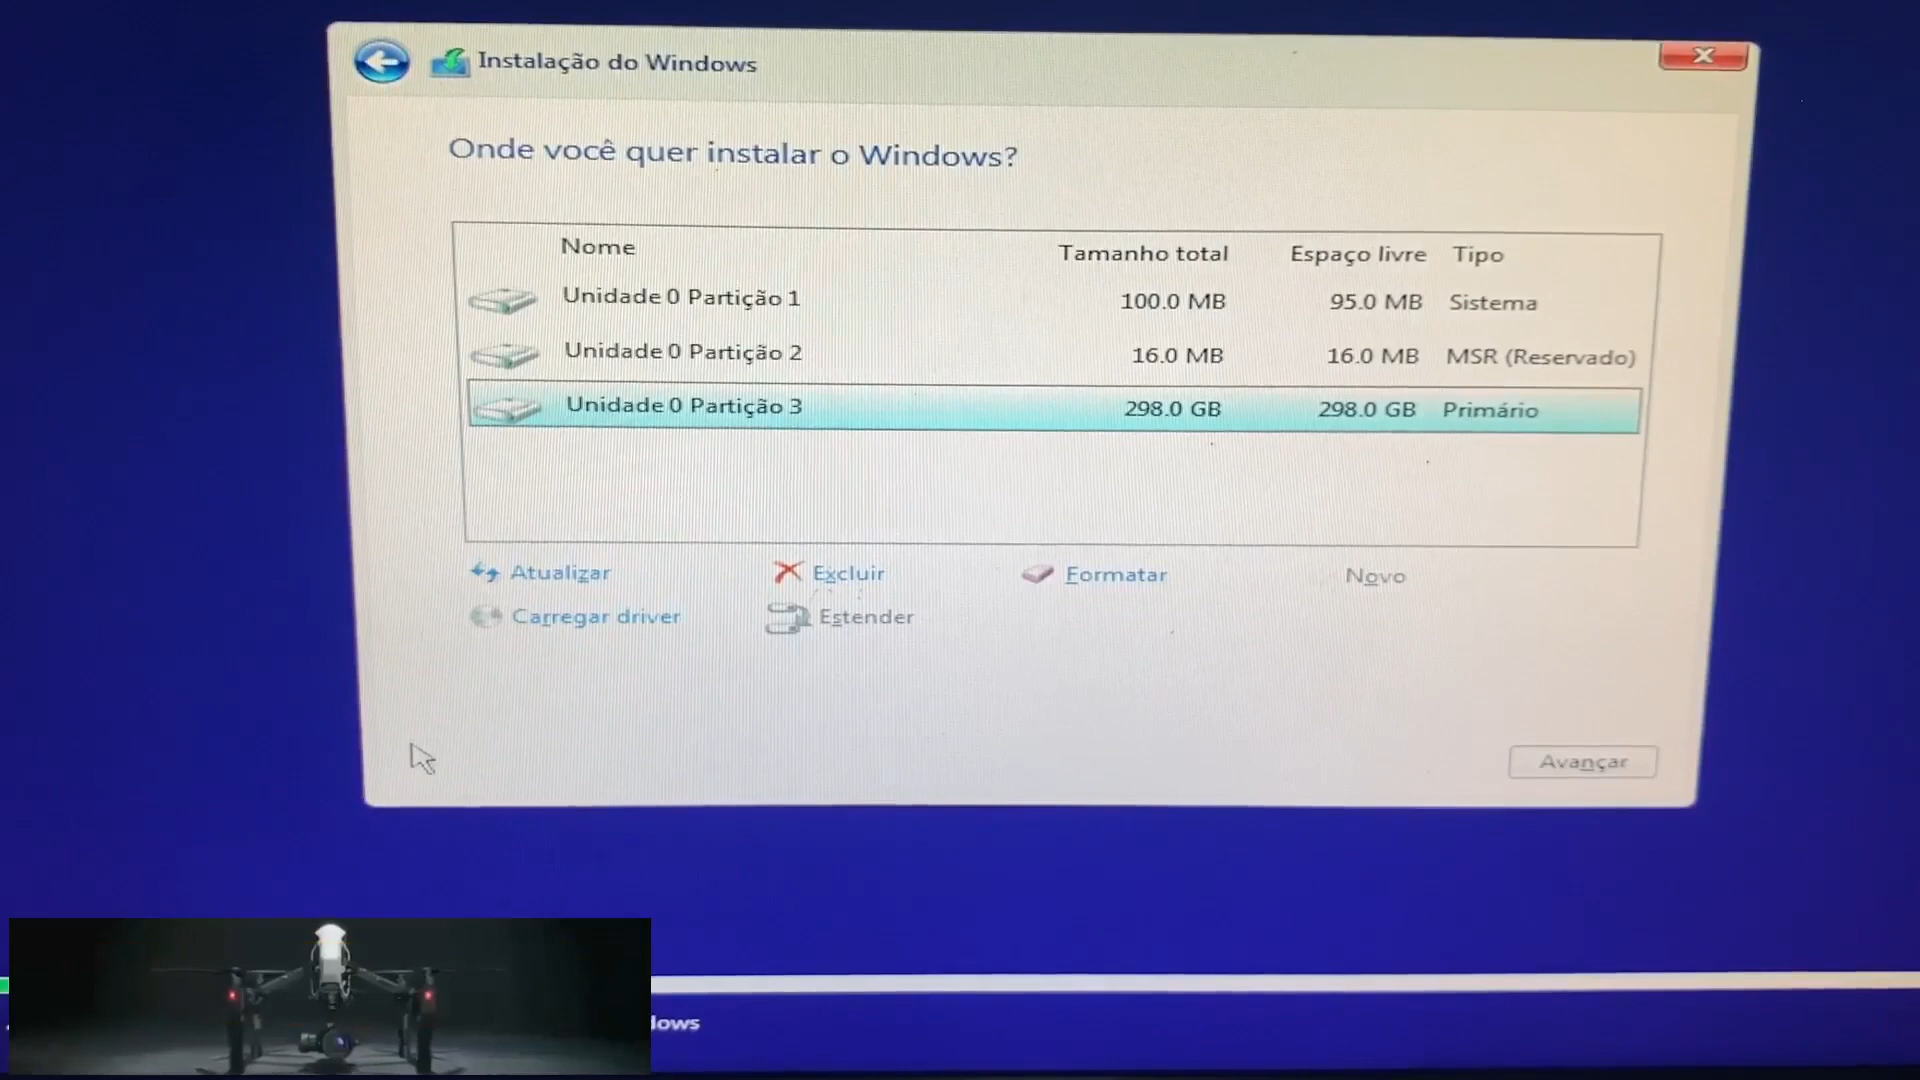 Instalação do Windows
Onde você quer instalar o Windows?
Nome Tamanho total Espaço livre Tipo
Unidade 0 Partição 1 100.0 MB 95.0 MB Sistema
Unidade 0 Partição 2 16.0 MB 16.0 MB MSR (Reservado)
Unidade 0 Partição 3 298.0 GB 298.0 GB Primário
Atualizar Excluir Formatar Novo
Carregar driver Estender
Avançar